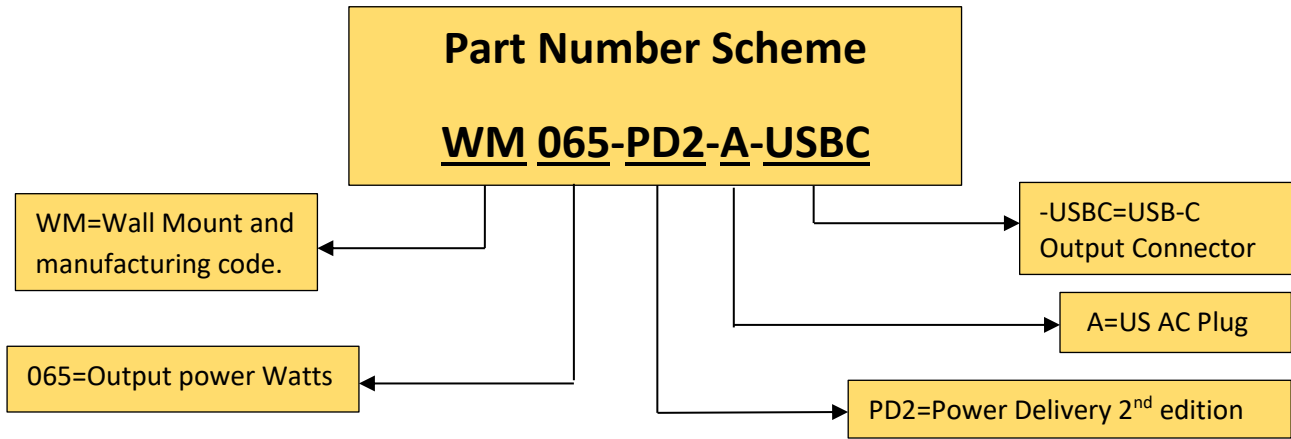 Part Number Scheme
WM 065-PD2-A-USBC
WM=Wall Mount and
manufacturing code.
-USBC=USB-C
Output Connector
A=US AC Plug
065=Output power Watts
PD2=Power Delivery 2nd edition